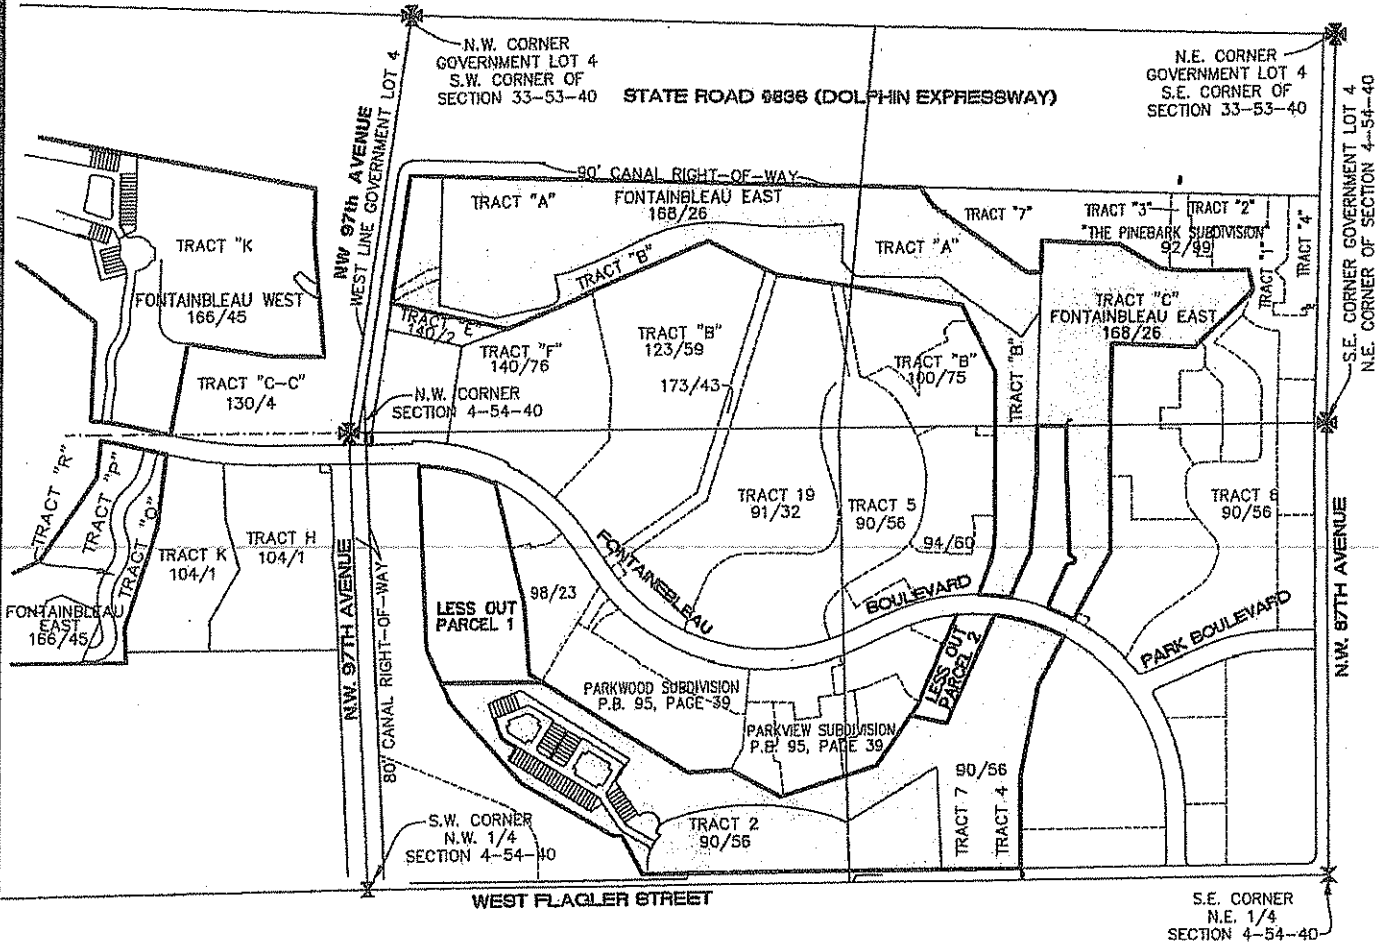 N.W. CORNER
GOVERNMENT LOT 4
S.W. CORNER OF
SECTION 33-53-40
STATE ROAD 9836 (DOLPHIN EXPRESSWAY)
N.E. CORNER
GOVERNMENT LOT 4
S.E. CORNER OF
SECTION 33-53-40
NW 97th AVENUE
WEST LINE GOVERNMENT LOT 4
S.E. CORNER GOVERNMENT LOT 4
N.E. CORNER OF SECTION 4-54-40
90' CANAL RIGHT-OF-WAY
TRACT "A"
FONTAINBLEAU EAST
168/26
TRACT "7"
TRACT "3"
TRACT "2"
"THE PINEBARK SUBDIVISION"
92/99
TRACT "1"
TRACT "4"
TRACT "K
TRACT "A"
TRACT "B"
FONTAINBLEAU WEST
166/45
TRACT "C"
FONTAINBLEAU EAST
168/26
TRACT "E"
140/2
TRACT "F"
140/76
TRACT "B"
123/59
TRACT "B"
100/75
TRACT "B"
173/43
TRACT "C-C"
130/4
N.W. CORNER
SECTION 4-54-40
TRACT "R"
TRACT "P"
TRACT "O"
TRACT K
104/1
TRACT H
104/1
TRACT 19
91/32
TRACT 5
90/56
94/60
TRACT 6
90/56
N.W. 87TH AVENUE
FONTAINEBLEAU
BOULEVARD
PARK BOULEVARD
98/23
FONTAINBLEAU
EAST
166/45
LESS OUT
PARCEL 1
N.W. 97TH AVENUE
80' CANAL RIGHT-OF-WAY
LESS OUT
PARCEL 2
PARKWOOD SUBDIVISION
P.B. 95, PAGE 39
PARKVIEW SUBDIVISION
P.B. 95, PAGE 39
90/56
TRACT 7
TRACT 4
TRACT 2
90/56
S.W. CORNER
N.W. 1/4
SECTION 4-54-40
WEST FLAGLER STREET
S.E. CORNER
N.E. 1/4
SECTION 4-54-40